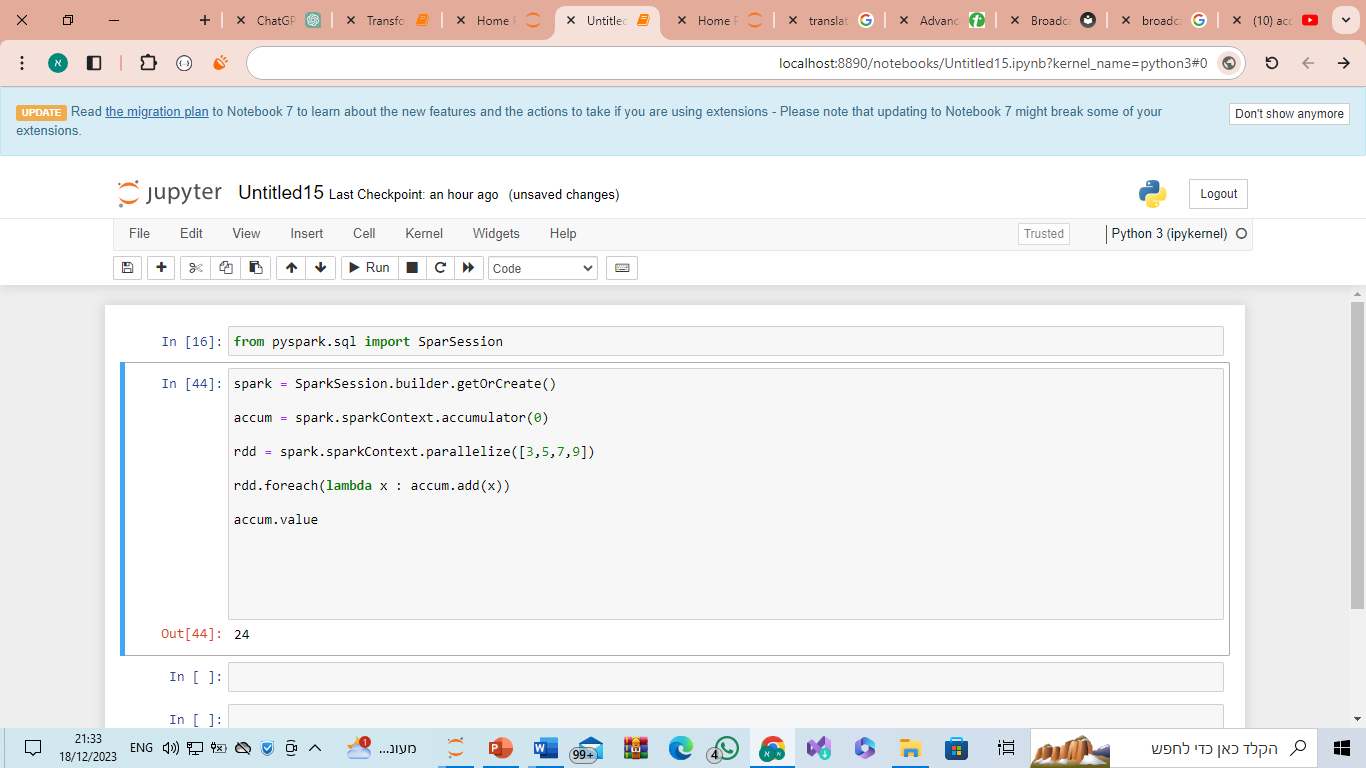 ChatGP
Transfo
Home P
Untitled
Home P
translat
Advanc
Broadca
broadca
(10) acc
localhost:8890/notebooks/Untitled15.ipynb?kernel_name=python3#0
UPDATE Read the migration plan to Notebook 7 to learn about the new features and the actions to take if you are using extensions - Please note that updating to Notebook 7 might break some of your
extensions.
Don't show anymore
jupyter Untitled15 Last Checkpoint: an hour ago (unsaved changes)
Logout
File Edit View Insert Cell Kernel Widgets Help
Trusted
Python 3 (ipykernel)
Run
Code
In [16]: from pyspark.sql import SparSession
In [44]: spark = SparkSession.builder.getOrCreate()
accum = spark.sparkContext.accumulator(0)
rdd = spark.sparkContext.parallelize([3,5,7,9])
rdd.foreach(lambda x : accum.add(x))
accum.value
Out[44]: 24
In [ ]:
In [ ]:
21:33
18/12/2023
ENG
1
מעונ...
99+
4
הקלד כאן כדי לחפש